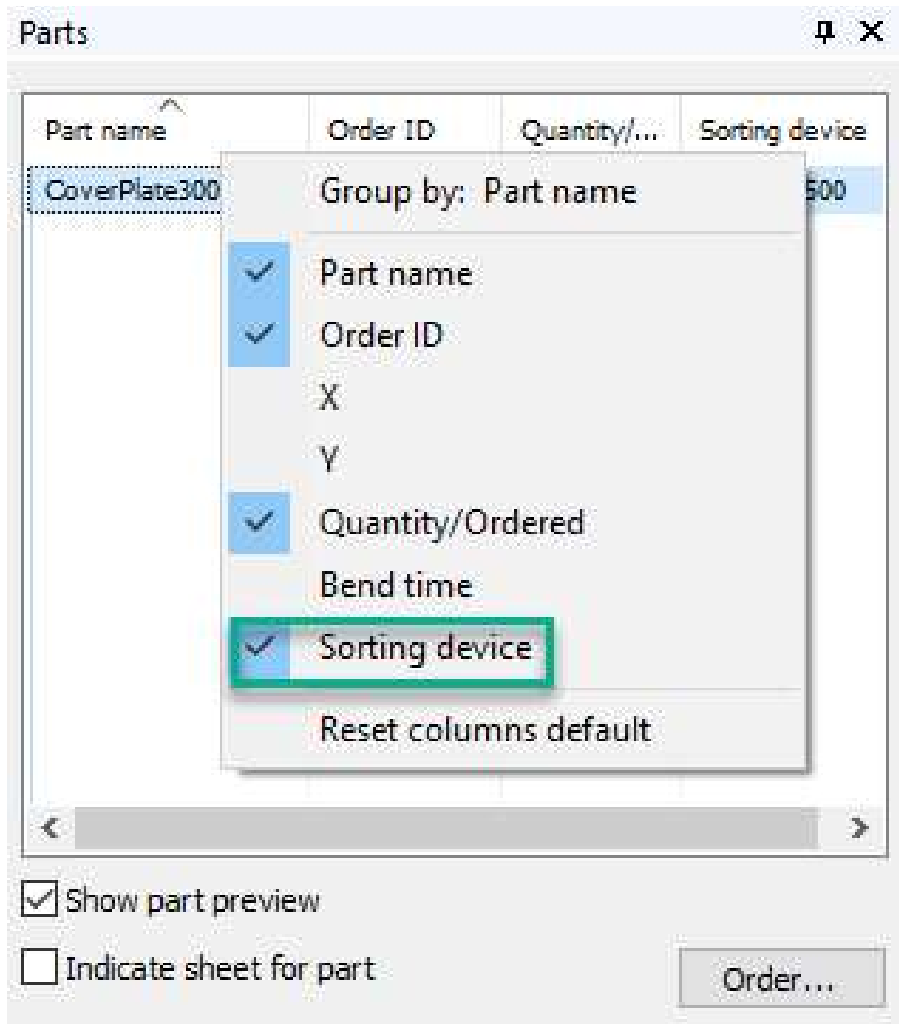 Parts
Part name Order ID Quantity/... Sorting device
CoverPlate300 500
Group by: Part name
Part name
Order ID
X
Y
Quantity/Ordered
Bend time
Sorting device
Reset columns default
Show part preview
Indicate sheet for part
Order...